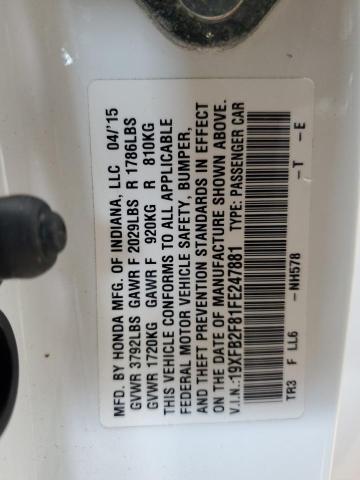 MFD. BY HONDA MFG. OF INDIANA, LLC 04/'15
GVWR 3792LBS GAWR F 2029LBS R 1786LBS
GVWR 1720KG GAWR F 920KG R 810KG
THIS VEHICLE CONFORMS TO ALL APPLICABLE
FEDERAL MOTOR VEHICLE SAFETY, BUMPER,
AND THEFT PREVENTION STANDARDS IN EFFECT
ON THE DATE OF MANUFACTURE SHOWN ABOVE.
V.I.N.:19XFB2F81FE247881 TYPE: PASSENGER CAR
TR3 F LL6 -NH578 -T -E